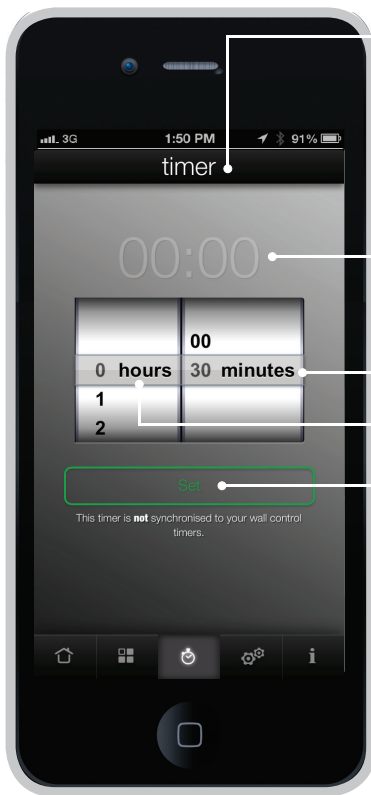 3G 1:50 PM 91%
timer
00:00
00
0 hours 30 minutes
1
2
Set
This timer is not synchronised to your wall control
timers.
i